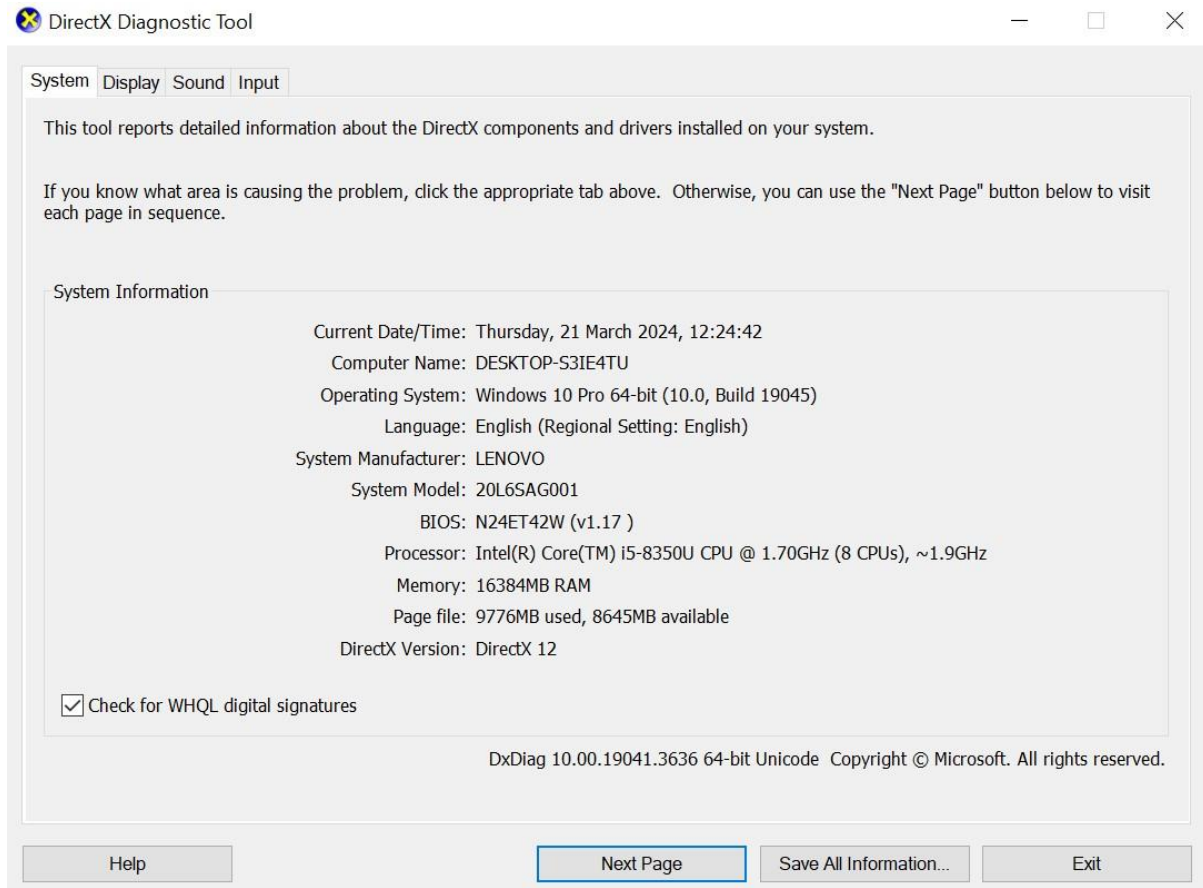 DirectX Diagnostic Tool
System Display Sound Input
This tool reports detailed information about the DirectX components and drivers installed on your system.
If you know what area is causing the problem, click the appropriate tab above.  Otherwise, you can use the "Next Page" button below to visit
each page in sequence.
System Information
Current Date/Time: Thursday, 21 March 2024, 12:24:42
Computer Name: DESKTOP-S3IE4TU
Operating System: Windows 10 Pro 64-bit (10.0, Build 19045)
Language: English (Regional Setting: English)
System Manufacturer: LENOVO
System Model: 20L6SAG001
BIOS: N24ET42W (v1.17 )
Processor: Intel(R) Core(TM) i5-8350U CPU @ 1.70GHz (8 CPUs), ~1.9GHz
Memory: 16384MB RAM
Page file: 9776MB used, 8645MB available
DirectX Version: DirectX 12
Check for WHQL digital signatures
DxDiag 10.00.19041.3636 64-bit Unicode  Copyright © Microsoft. All rights reserved.
Help Next Page Save All Information... Exit